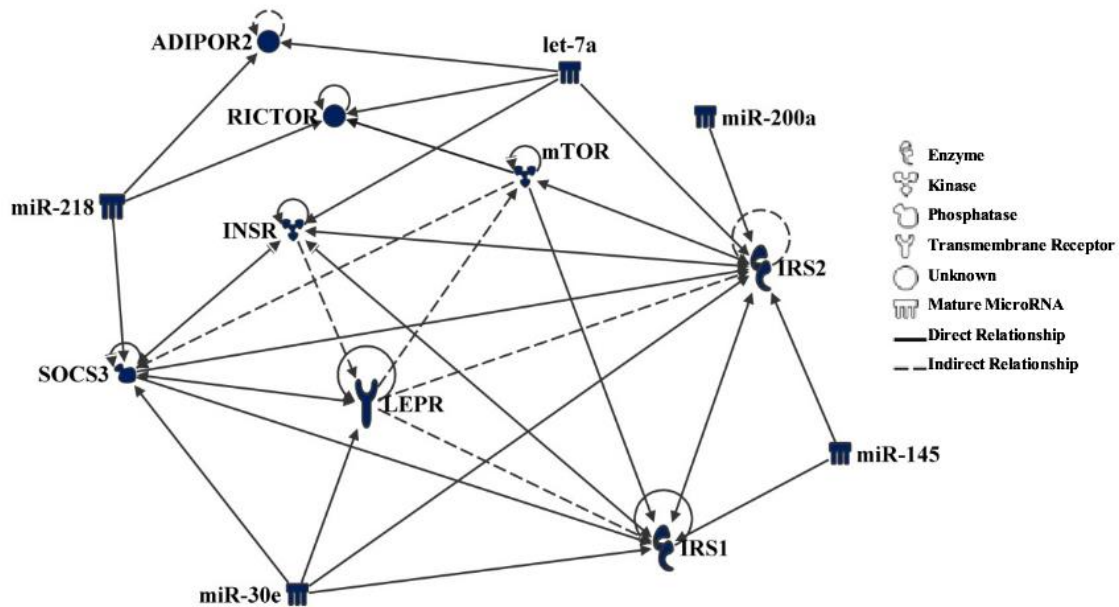 ADIPOR2
let-7a
RICTOR
miR-200a
mTOR
miR-218
INSR
IRS2
SOCS3
LEPR
miR-145
IRS1
miR-30e
Enzyme
Kinase
Phosphatase
Transmembrane Receptor
Unknown
Mature MicroRNA
Direct Relationship
Indirect Relationship